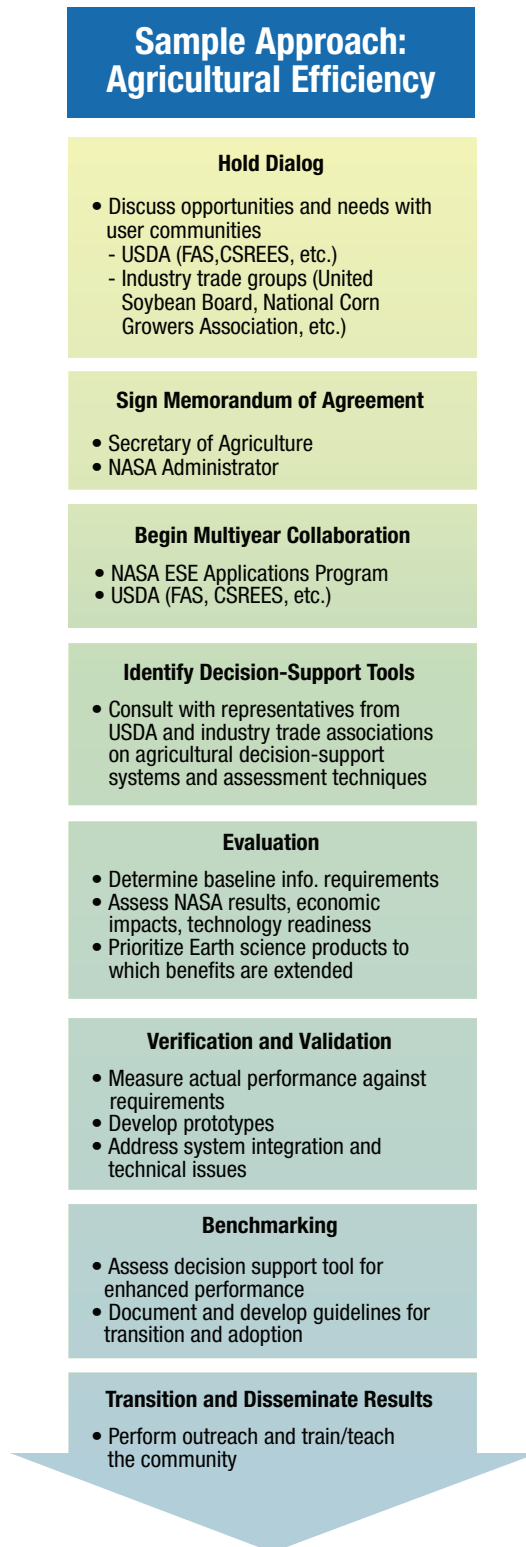 Sample Approach:
Agricultural Efficiency
Hold Dialog
• Discuss opportunities and needs with
user communities
- USDA (FAS,CSREES, etc.)
- Industry trade groups (United
Soybean Board, National Corn
Growers Association, etc.)
Sign Memorandum of Agreement
• Secretary of Agriculture
• NASA Administrator
Begin Multiyear Collaboration
• NASA ESE Applications Program
• USDA (FAS, CSREES, etc.)
Identify Decision-Support Tools
• Consult with representatives from
USDA and industry trade associations
on agricultural decision-support
systems and assessment techniques
Evaluation
• Determine baseline info. requirements
• Assess NASA results, economic
impacts, technology readiness
• Prioritize Earth science products to
which benefits are extended
Verification and Validation
• Measure actual performance against
requirements
• Develop prototypes
• Address system integration and
technical issues
Benchmarking
• Assess decision support tool for
enhanced performance
• Document and develop guidelines for
transition and adoption
Transition and Disseminate Results
• Perform outreach and train/teach
the community